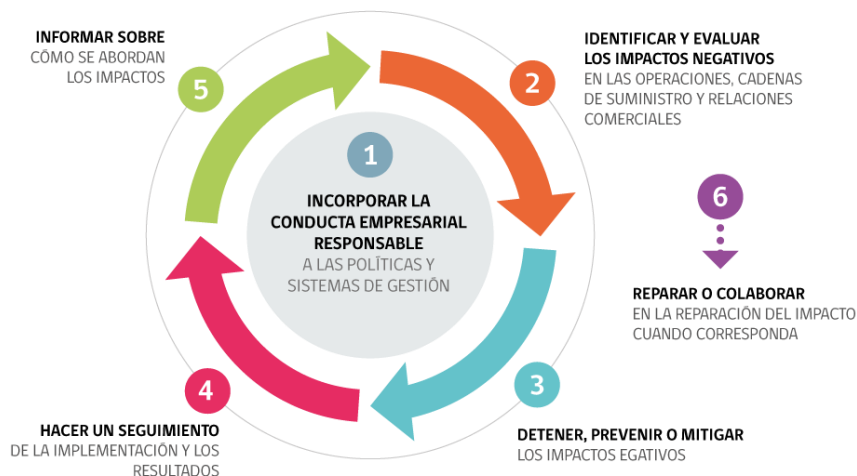 1
INCORPORAR LA
CONDUCTA EMPRESARIAL
RESPONSABLE
A LAS POLÍTICAS Y
SISTEMAS DE GESTIÓN
2
IDENTIFICAR Y EVALUAR
LOS IMPACTOS NEGATIVOS
EN LAS OPERACIONES, CADENAS
DE SUMINISTRO Y RELACIONES
COMERCIALES
3
DETENER, PREVENIR O MITIGAR
LOS IMPACTOS EGATIVOS
4
HACER UN SEGUIMIENTO
DE LA IMPLEMENTACIÓN Y LOS
RESULTADOS
5
INFORMAR SOBRE
CÓMO SE ABORDAN
LOS IMPACTOS
6
REPARAR O COLABORAR
EN LA REPARACIÓN DEL IMPACTO
CUANDO CORRESPONDA